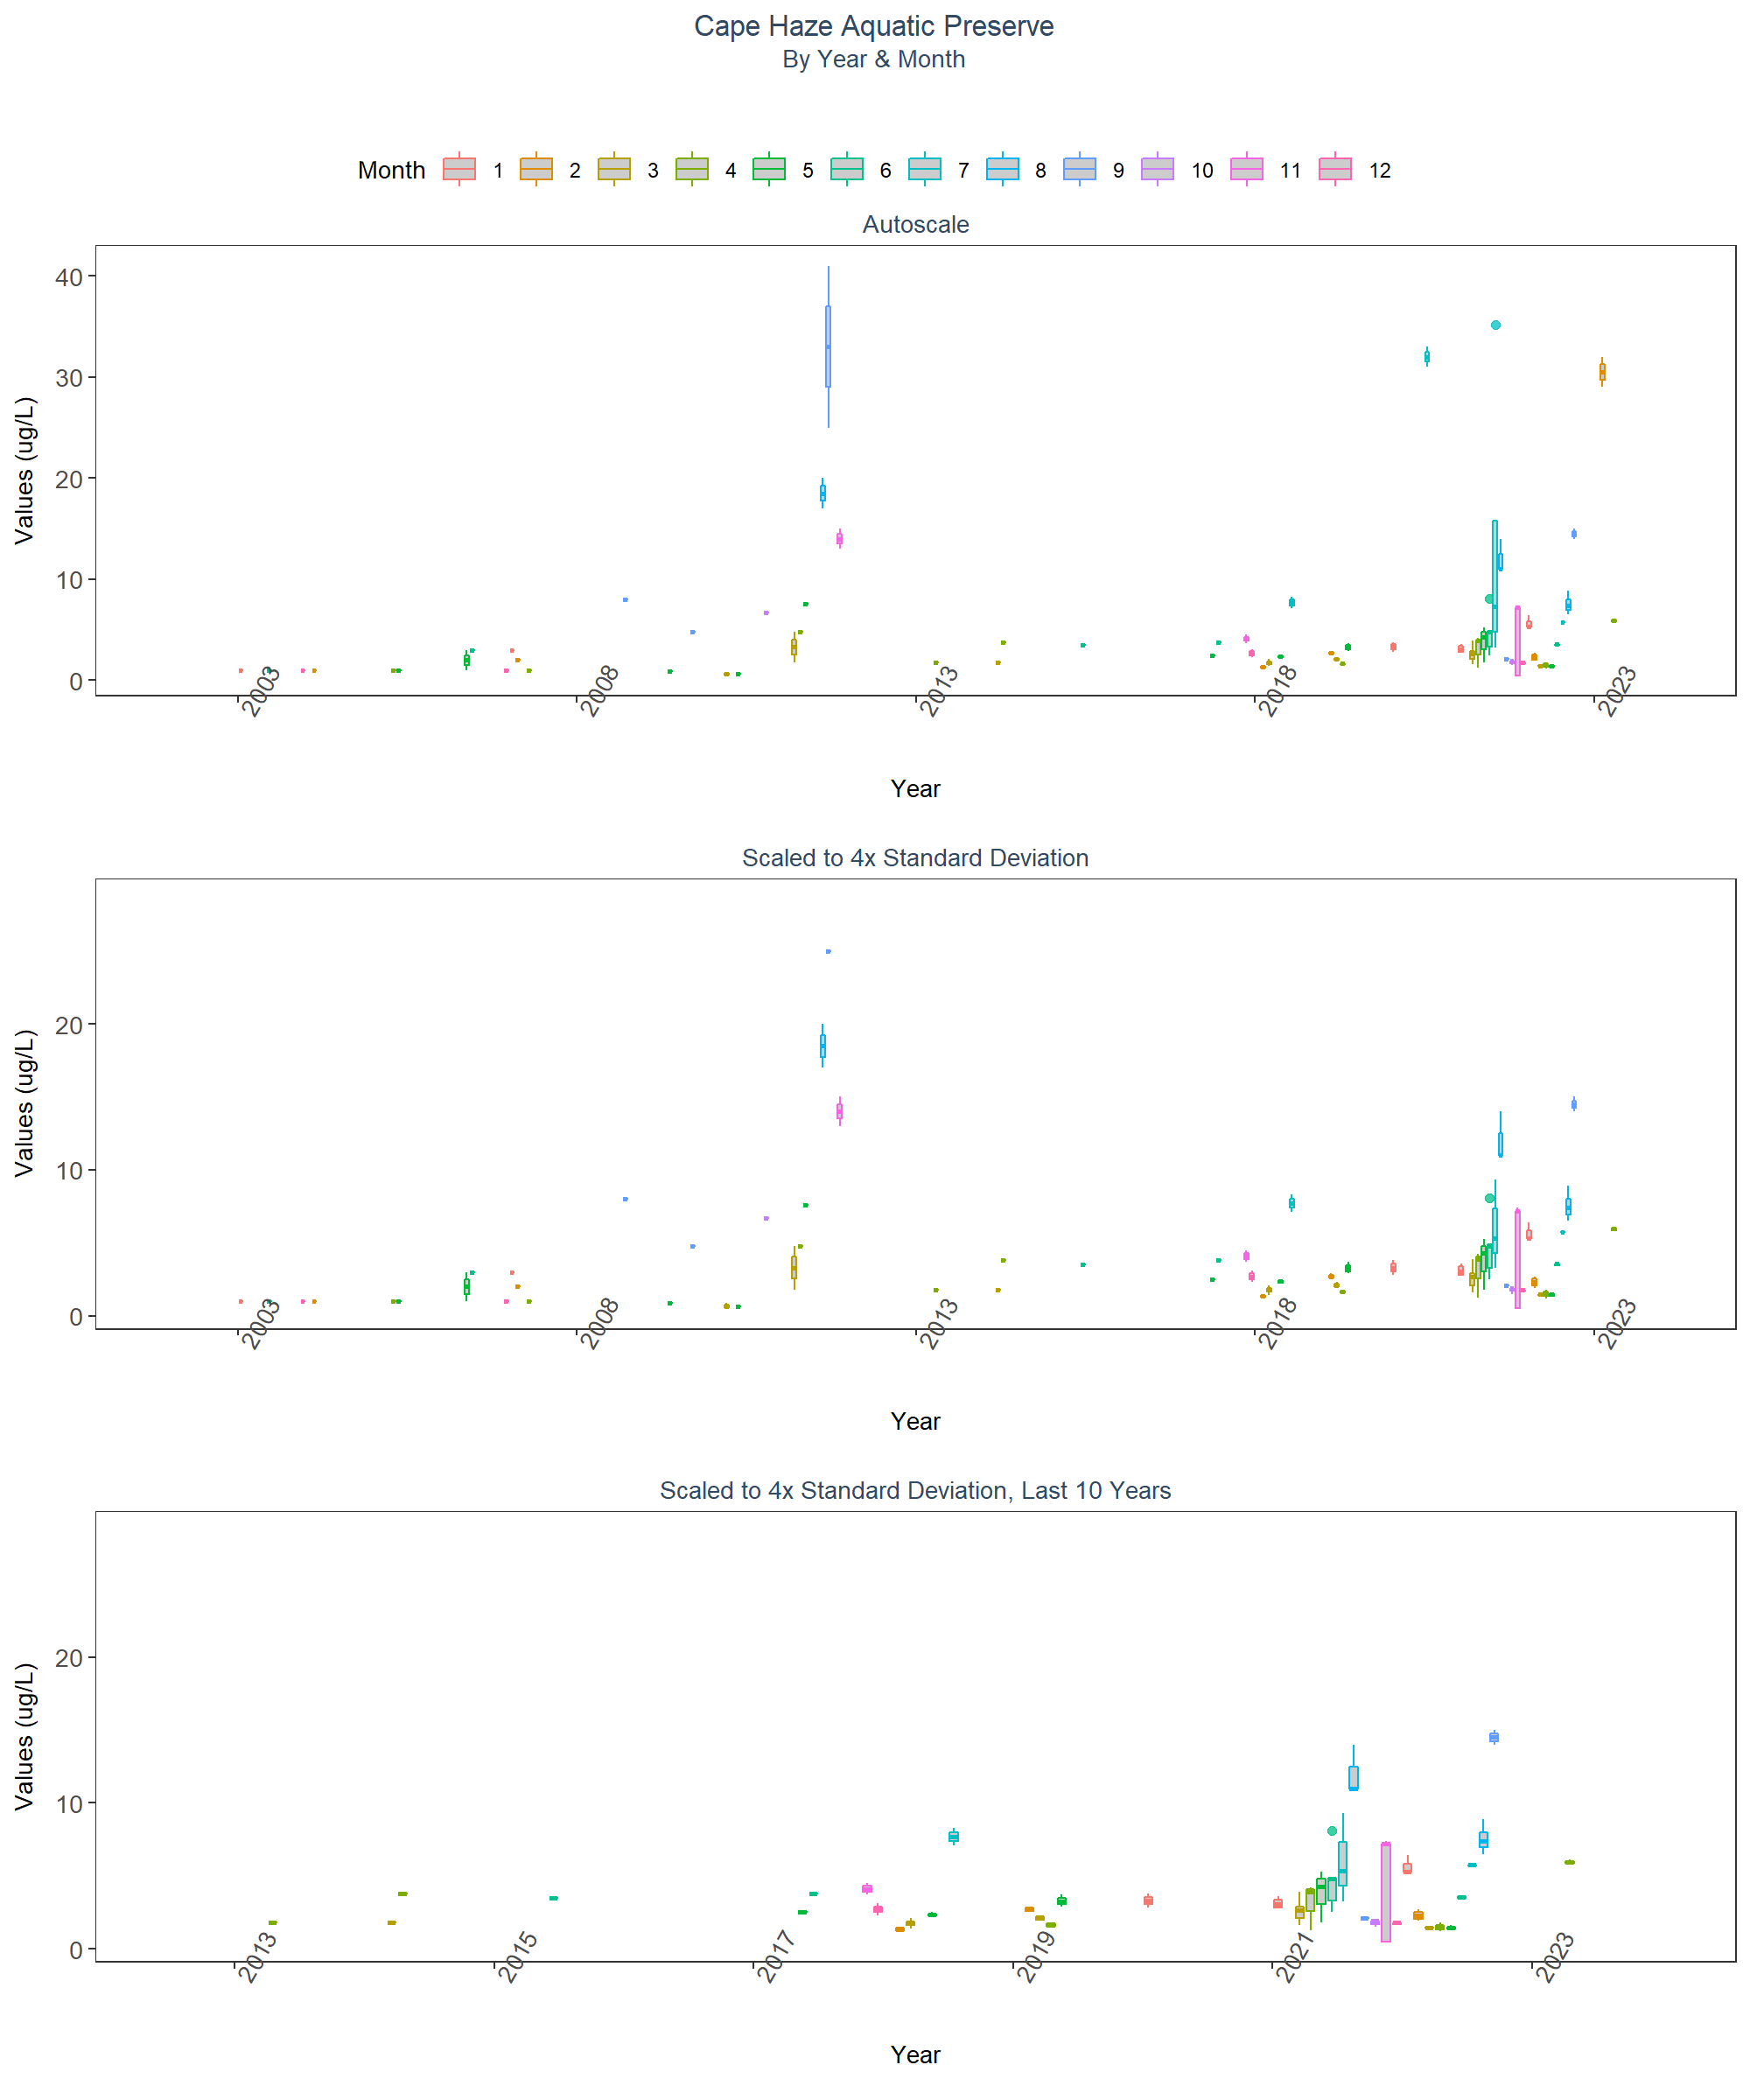 Cape Haze Aquatic Preserve
By Year & Month
Month 1 2 3 4 5 6 7 8 9 10 11 12
Autoscale
Values (ug/L)
40
30
20
10
0
2003 2008 2013 2018 2023
Year
Scaled to 4x Standard Deviation
Values (ug/L)
20
10
0
2003 2008 2013 2018 2023
Year
Scaled to 4x Standard Deviation, Last 10 Years
Values (ug/L)
20
10
0
2013 2015 2017 2019 2021 2023
Year